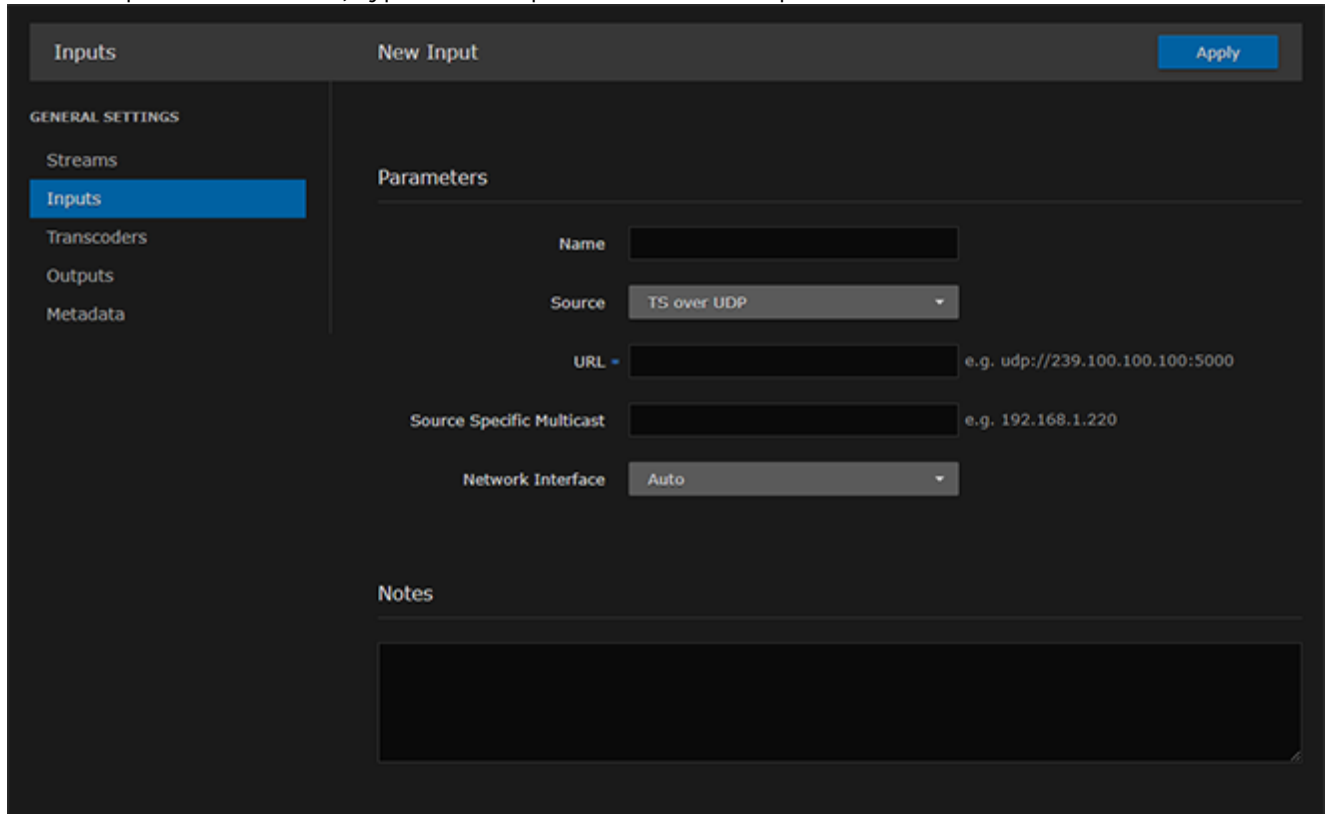 Inputs New Input Apply
GENERAL SETTINGS
Streams
Parameters
Inputs
Transcoders
Name
Outputs
Source TS over UDP
Metadata
URL e.g. udp://239.100.100.100:5000
Source Specific Multicast e.g. 192.168.1.220
Network Interface Auto
Notes